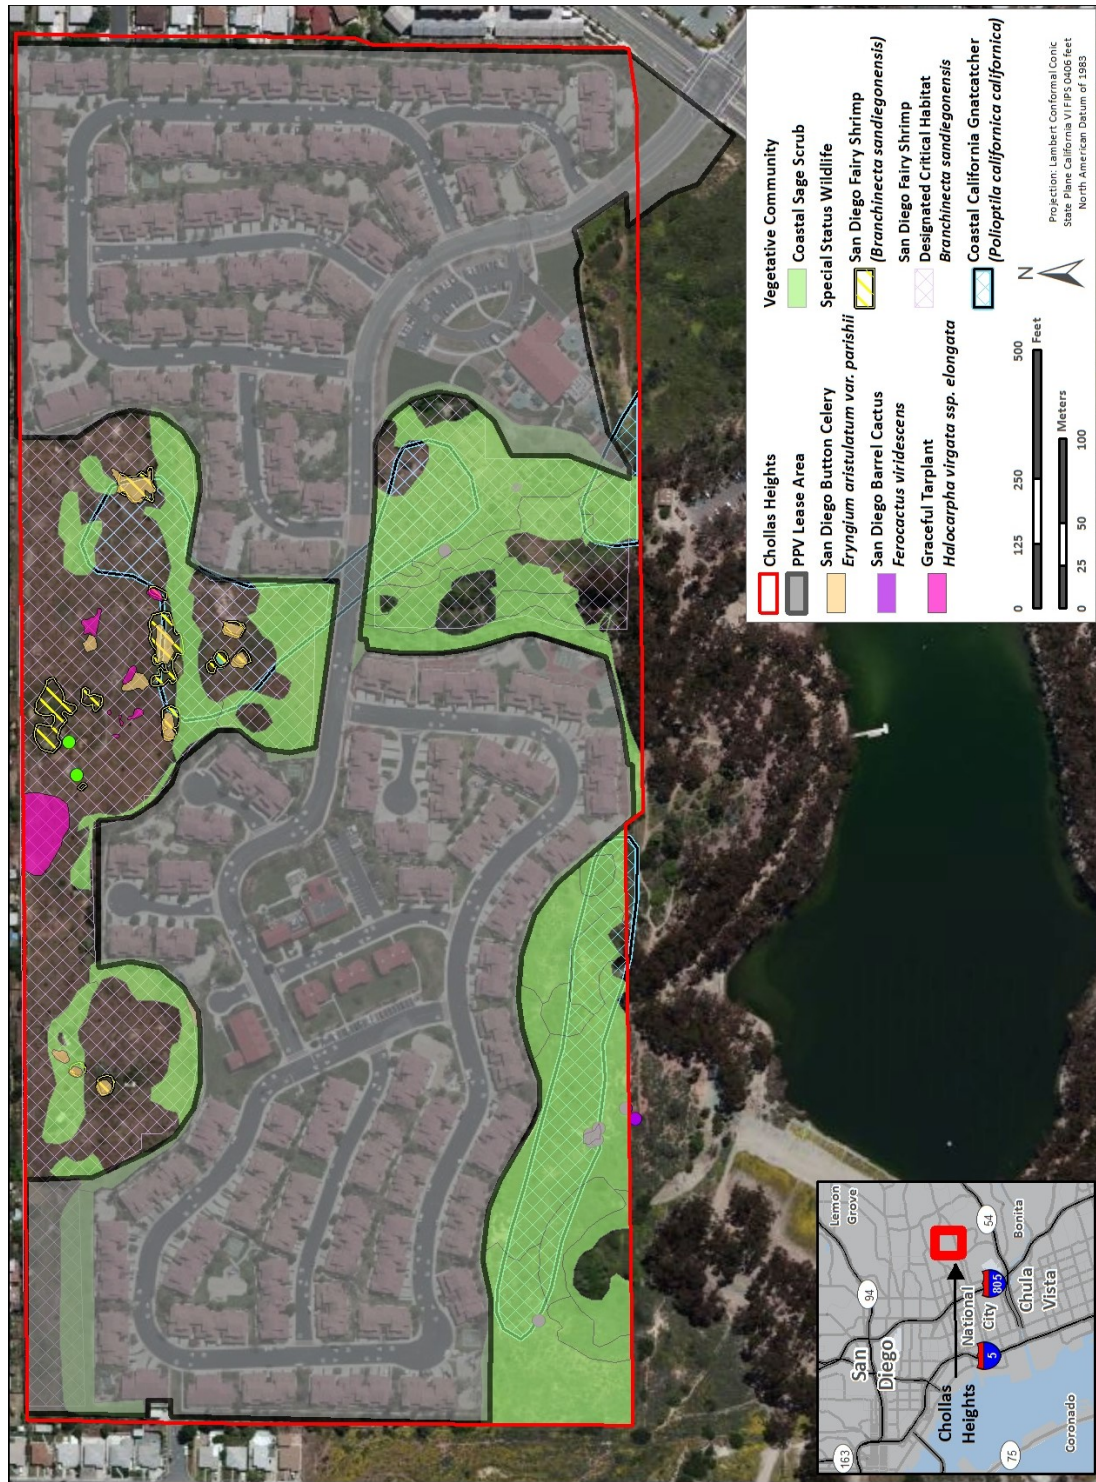 Chollas Heights
PPV Lease Area
San Diego Button Celery
Eryngium aristulatum var. parishii
San Diego Barrel Cactus
Ferocactus viridescens
Graceful Tarplant
Halocarpha virgata ssp. elongata
Vegetative Community
Coastal Sage Scrub
Special Status Wildlife
San Diego Fairy Shrimp
(Branchinecta sandiegonensis)
San Diego Fairy Shrimp
Designated Critical Habitat
Branchinecta sandiegonensis
Coastal California Gnatcatcher
(Polioptila californica californica)
0 125 250 500
Feet
Meters
0 25 50 100
N
Projection: Lambert Conformal Conic
State Plane California VI FIPS 0406 feet
North American Datum of 1983
163
94
Lemon
Grove
San
Diego
National
City
805
54
Bonita
Chollas
Heights
5
Chula
Vista
75
Coronado